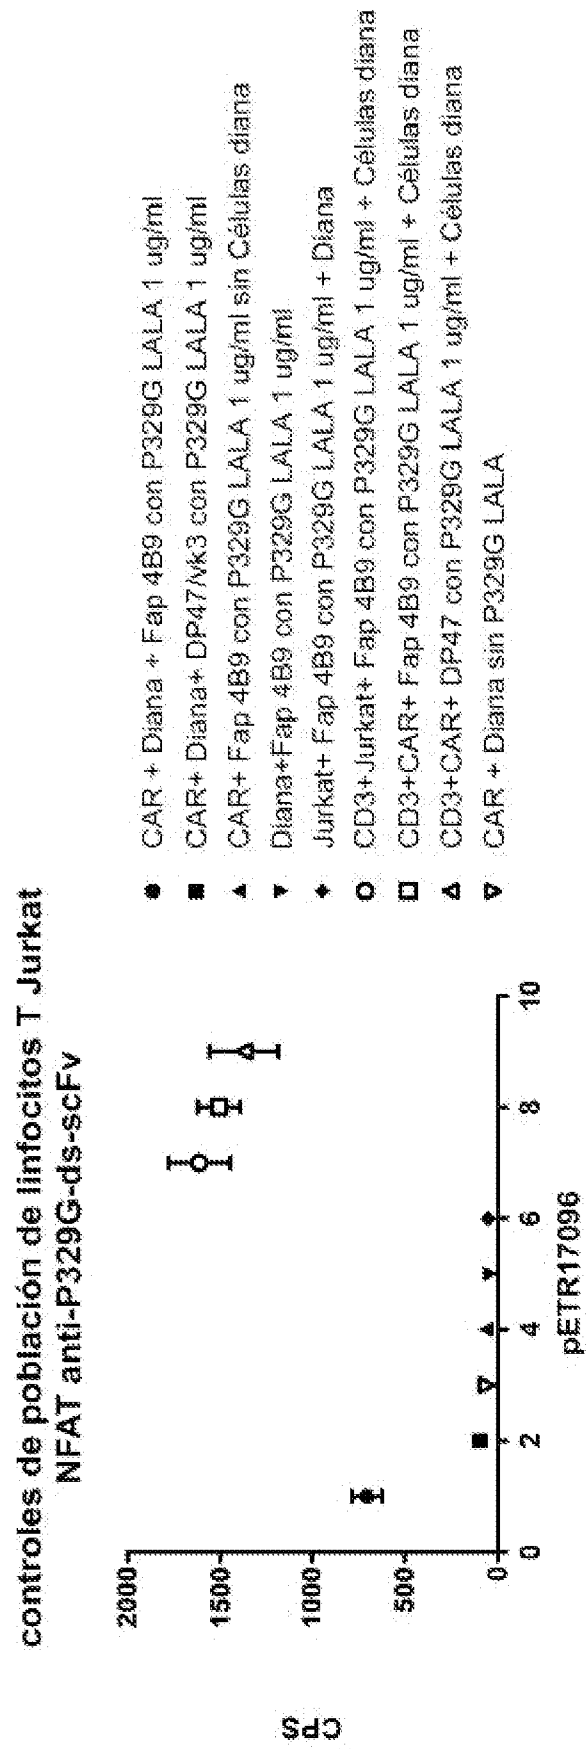 controles de población de linfocitos T Jurkat
NFAT anti-P329G-ds-scFv
CPS
2000
1500
1000
500
0
0
2
4
6
8
10
pETR17096
CAR + Diana + Fap 4B9 con P329G LALA 1 ug/ml
CAR+ Diana+ DP47/vk3 con P329G LALA 1 ug/ml
CAR+ Fap 4B9 con P329G LALA 1 ug/ml sin Células diana
Diana+Fap 4B9 con P329G LALA 1 ug/ml
Jurkat+ Fap 4B9 con P329G LALA 1 ug/ml + Diana
CD3+Jurkat+ Fap 4B9 con P329G LALA 1 ug/ml + Células diana
CD3+CAR+ Fap 4B9 con P329G LALA 1 ug/ml + Células diana
CD3+CAR+ DP47 con P329G LALA 1 ug/ml + Células diana
CAR + Diana sin P329G LALA